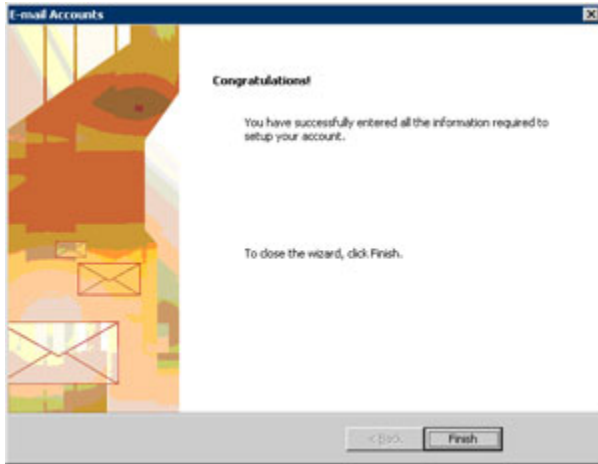 E-mail Accounts
Congratulations!
You have successfully entered all the information required to
setup your account.
To close the wizard, click Finish.
< Back
Finish